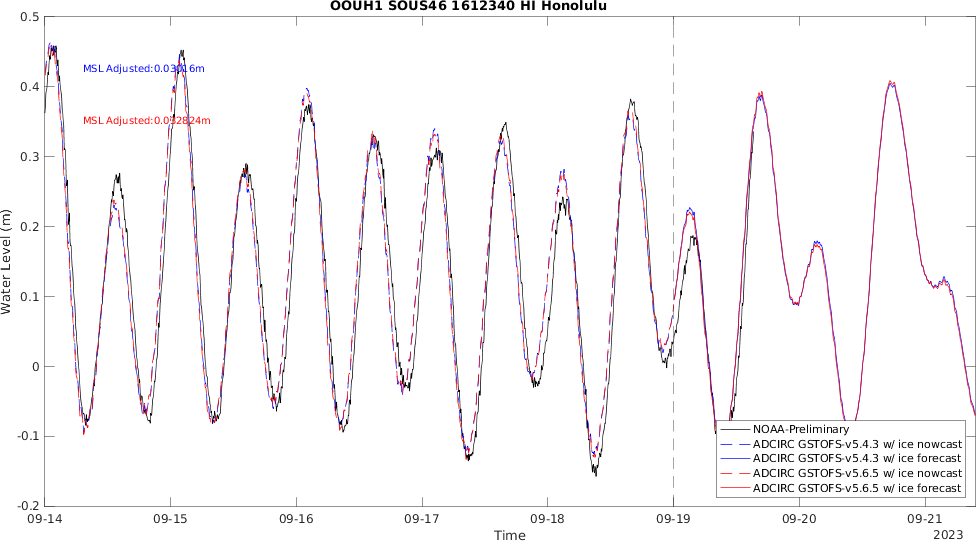 OOUH1 SOUS46 1612340 HI Honolulu
0.5
0.4
0.3
0.2
0.1
0
-0.1
-0.2
Water Level (m)
MSL Adjusted:0.03016m
MSL Adjusted:0.032824m
NOAA-Preliminary
ADCIRC GSTOFS-v5.4.3 w/ ice nowcast
ADCIRC GSTOFS-v5.4.3 w/ ice forecast
ADCIRC GSTOFS-v5.6.5 w/ ice nowcast
ADCIRC GSTOFS-v5.6.5 w/ ice forecast
09-14 09-15 09-16 09-17 09-18 09-19 09-20 09-21
Time
2023